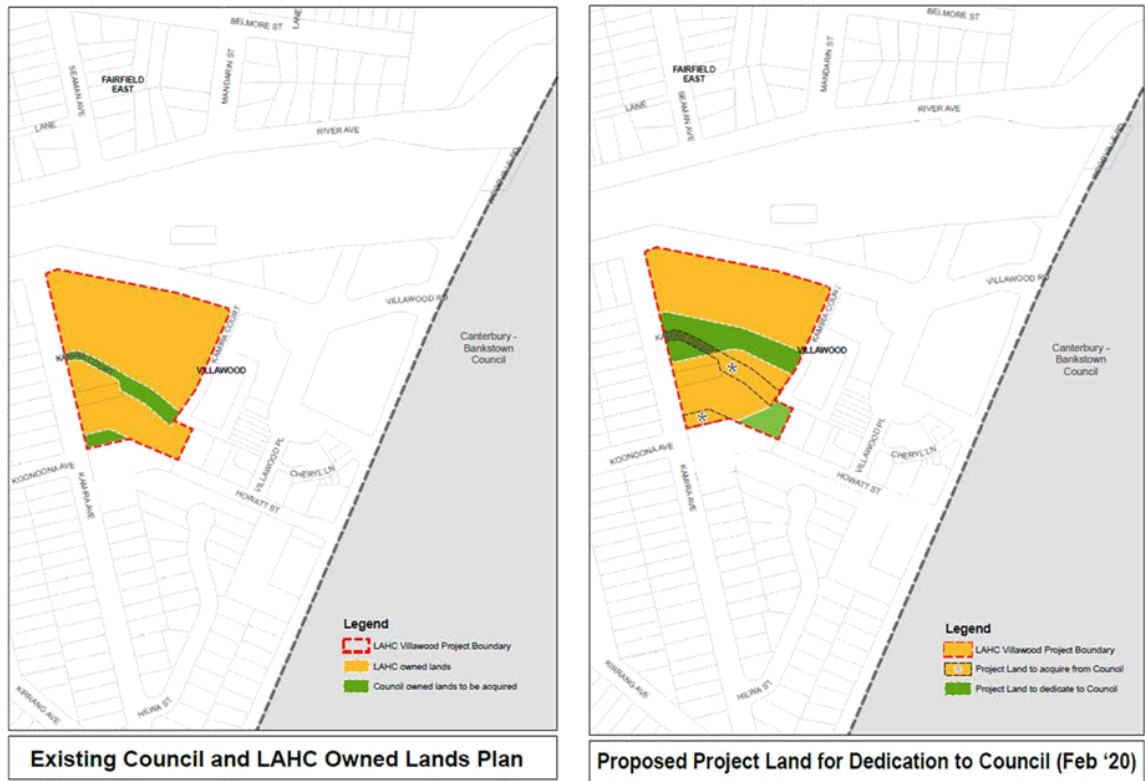 BELMORE ST
LANE
SEAMAN AVE
FAIRFIELD
EAST
MANDARIN ST
LANE
RIVER AVE
VILLAWOOD RD
KAMIRA COURT
VILLAWOOD
Canterbury -
Bankstown
Council
KOONOONA AVE
KAMIRA AVE
VILLAWOOD PL
CHERYL LN
HOWATT ST
KIRRANG AVE
HILWA ST
Legend
LAHC Villawood Project Boundary
LAHC owned lands
Council owned lands to be acquired
Existing Council and LAHC Owned Lands Plan
BELMORE ST
FAIRFIELD
EAST
LANE
SEAMAN AVE
MANDARIN ST
RIVER AVE
VILLAWOOD RD
KAMIRA COURT
VILLAWOOD
*
*
Canterbury -
Bankstown
Council
KOONOONA AVE
KAMIRA AVE
VILLAWOOD PL
CHERYL LN
HOWATT ST
KIRRANG AVE
HILWA ST
Legend
LAHC Villawood Project Boundary
Project Land to acquire from Council
Project Land to dedicate to Council
Proposed Project Land for Dedication to Council (Feb ‘20)